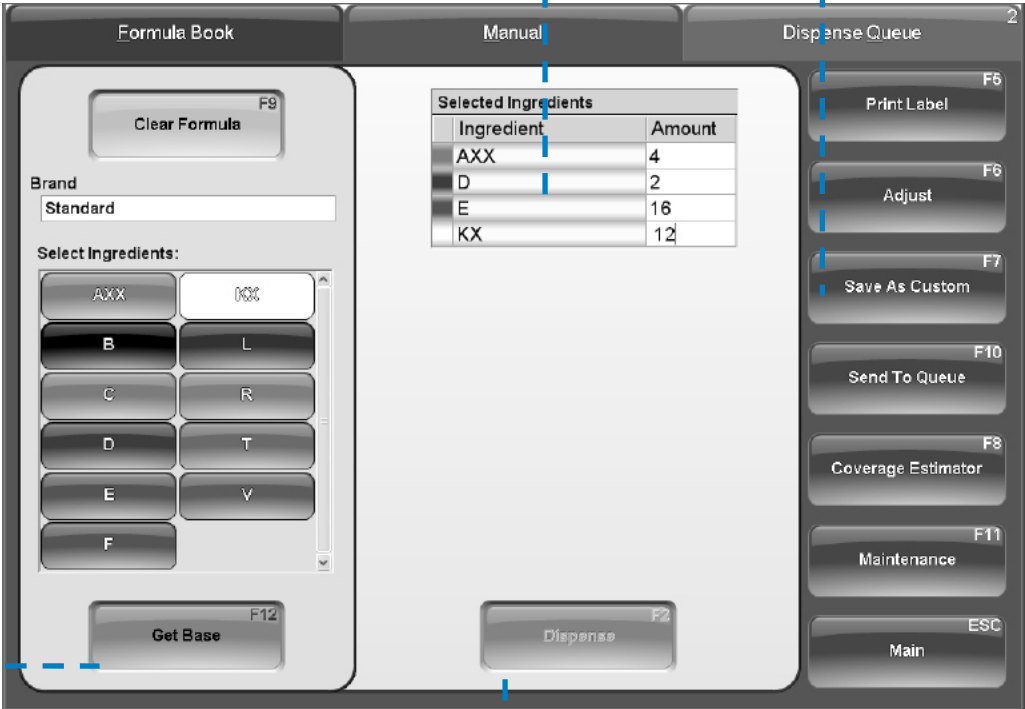 Formula Book
Manual
Dispense Queue
2
F9
Clear Formula
Brand
Standard
Select Ingredients:
AXX KX
B L
C R
D T
E V
F
F12
Get Base
Selected Ingredients
Ingredient Amount
AXX 4
D 2
E 16
KX 12
F2
Dispense
F5
Print Label
F6
Adjust
F7
Save As Custom
F10
Send To Queue
F8
Coverage Estimator
F11
Maintenance
ESC
Main